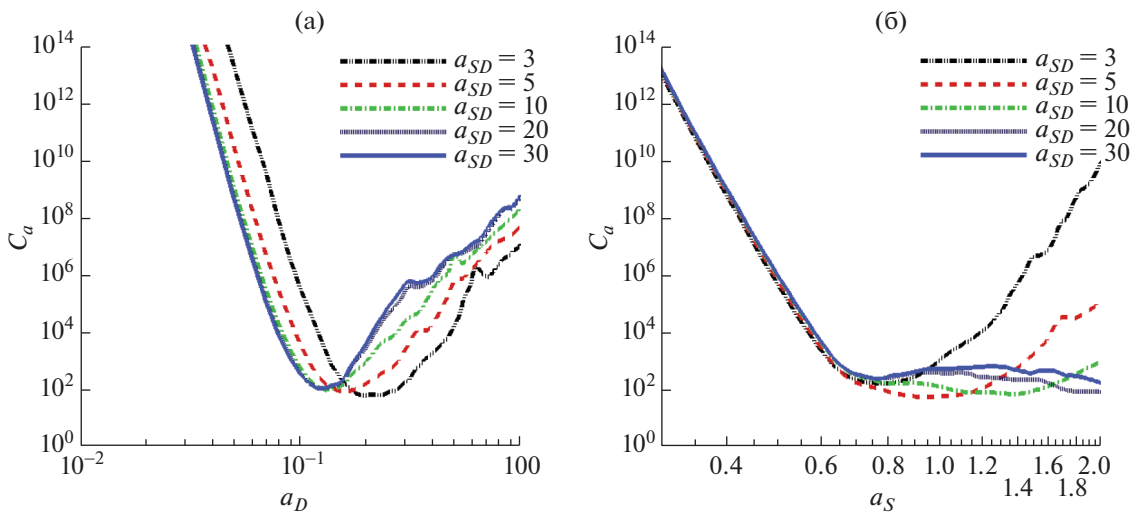 (а)
10^14
10^12
10^10
10^8
10^6
10^4
10^2
10^0
C_a
a_SD = 3
a_SD = 5
a_SD = 10
a_SD = 20
a_SD = 30
10^−2
10^−1
100
a_D
(б)
10^14
10^12
10^10
10^8
10^6
10^4
10^2
10^0
C_a
a_SD = 3
a_SD = 5
a_SD = 10
a_SD = 20
a_SD = 30
0.4 0.6 0.8 1.0 1.2 1.6 2.0
1.4 1.8
a_S